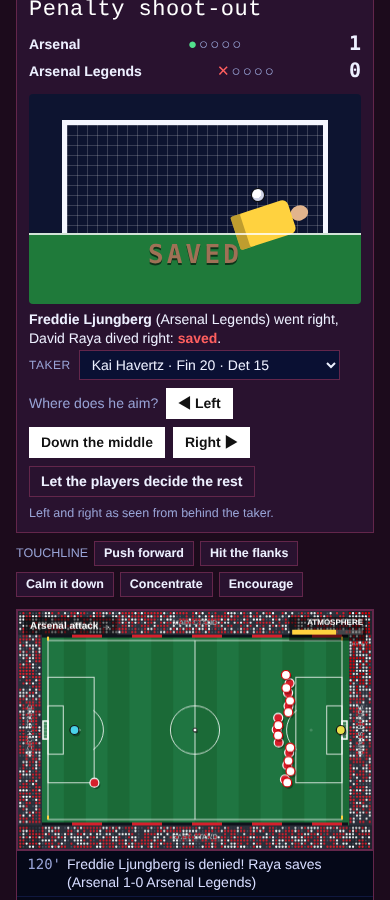 Penalty shoot-out
Arsenal ●○○○○ 1
Arsenal Legends ✕○○○○ 0
SAVED
Freddie Ljungberg (Arsenal Legends) went right,
David Raya dived right: saved.
TAKER Kai Havertz · Fin 20 · Det 15
Where does he aim? ◀ Left
Down the middle Right ▶
Let the players decide the rest
Left and right as seen from behind the taker.
TOUCHLINE Push forward Hit the flanks
Calm it down Concentrate Encourage
Arsenal attack ATMOSPHERE
120' Freddie Ljungberg is denied! Raya saves
(Arsenal 1-0 Arsenal Legends)